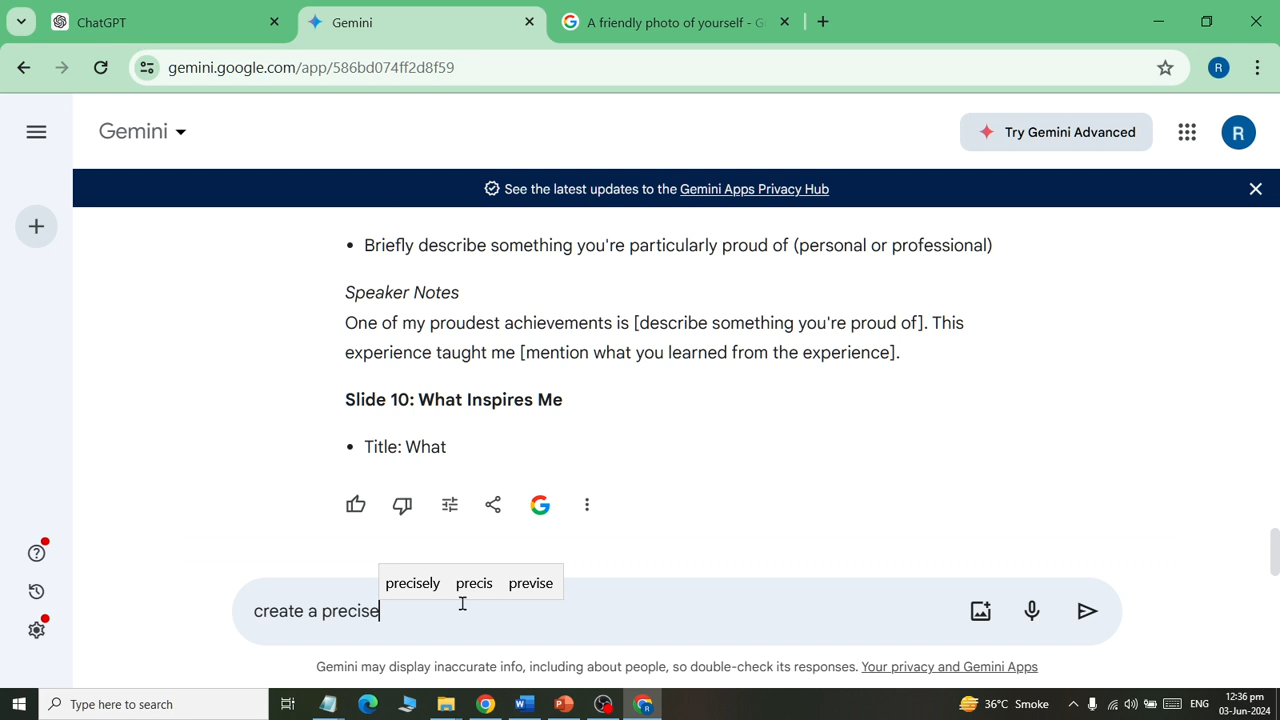 ChatGPT
Gemini
A friendly photo of yourself - G
gemini.google.com/app/586bd074ff2d8f59
R
Gemini
Try Gemini Advanced
R
See the latest updates to the Gemini Apps Privacy Hub
• Briefly describe something you're particularly proud of (personal or professional)
Speaker Notes
One of my proudest achievements is [describe something you're proud of]. This
experience taught me [mention what you learned from the experience].
Slide 10: What Inspires Me
• Title: What
precisely precis previse
create a precise
Gemini may display inaccurate info, including about people, so double-check its responses. Your privacy and Gemini Apps
Type here to search
36°C Smoke
ENG
12:36 pm
03-Jun-2024